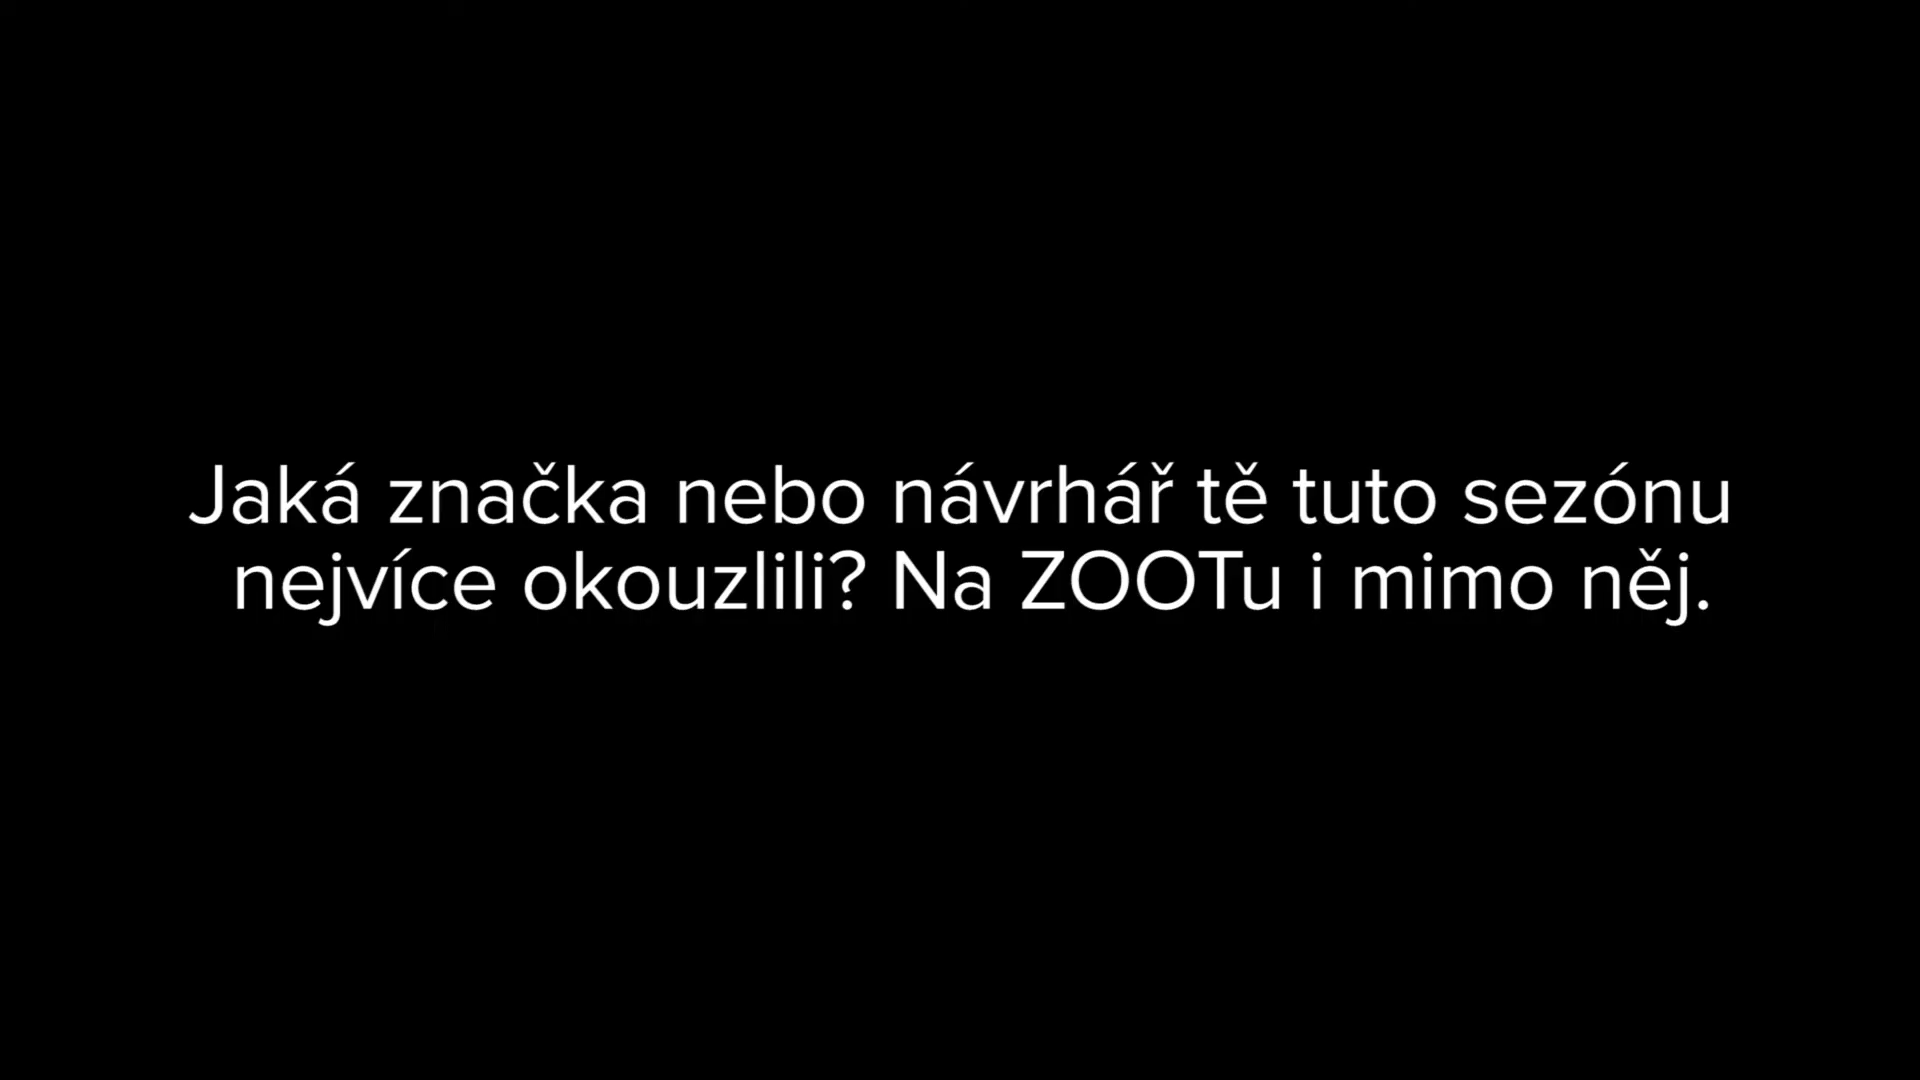 Jaká značka nebo návrhář tě tuto sezónu
nejvíce okouzlili? Na ZOOTu i mimo něj.